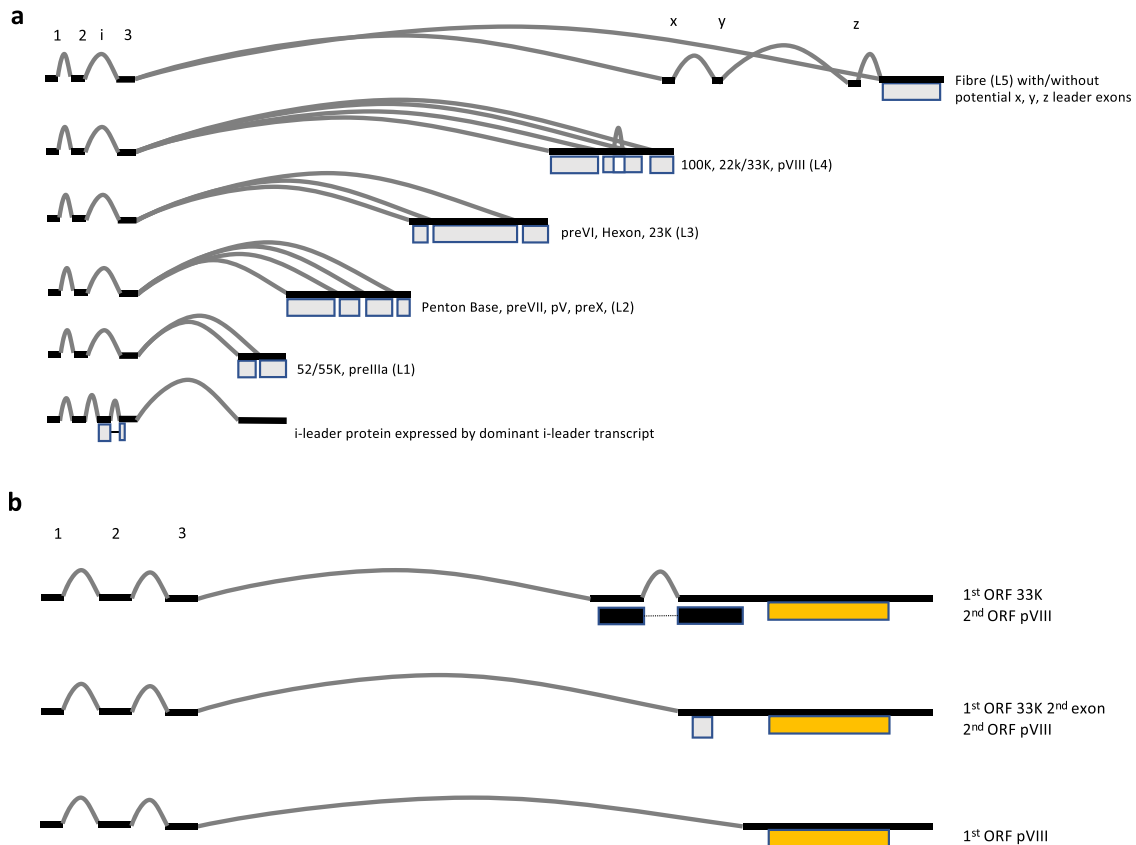 a
1 2 i 3 x y z
Fibre (L5) with/without
potential x, y, z leader exons
100K, 22k/33K, pVIII (L4)
preVI, Hexon, 23K (L3)
Penton Base, preVII, pV, preX, (L2)
52/55K, preIIIa (L1)
i-leader protein expressed by dominant i-leader transcript
b
1 2 3
1st ORF 33K
2nd ORF pVIII
1st ORF 33K 2nd exon
2nd ORF pVIII
1st ORF pVIII